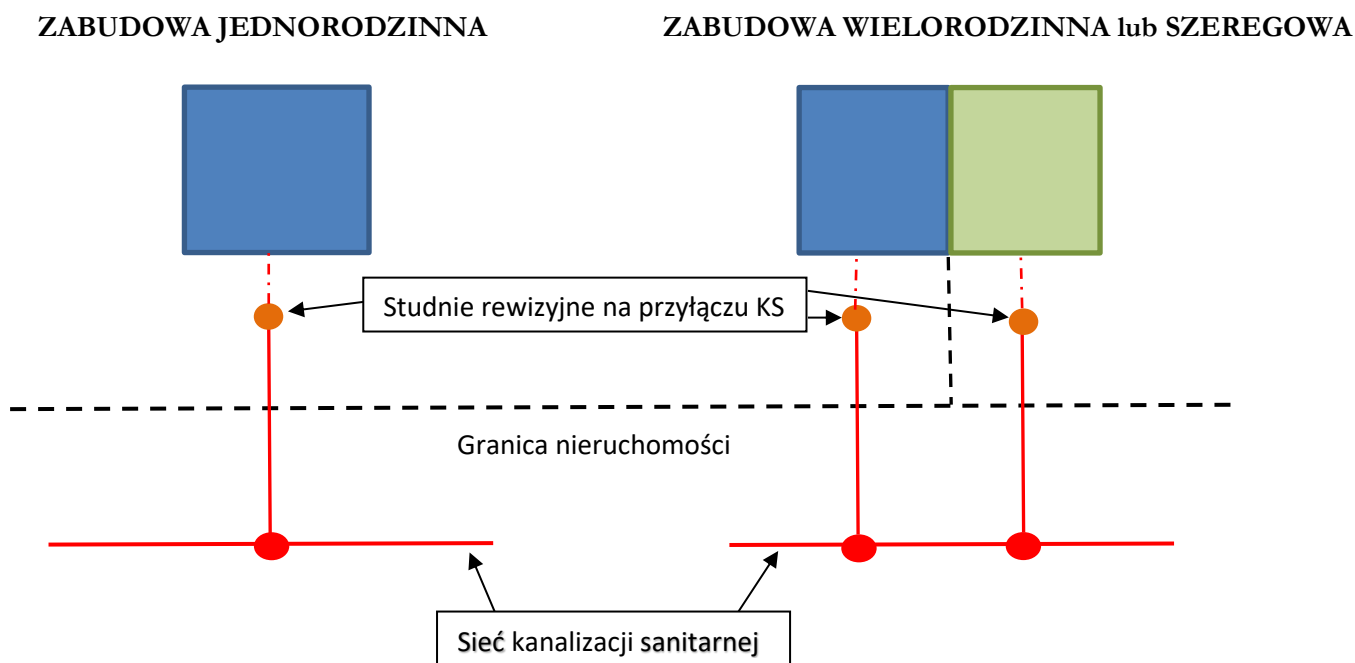 ZABUDOWA JEDNORODZINNA
ZABUDOWA WIELORODZINNA lub SZEREGOWA
Studnie rewizyjne na przyłączu KS
Granica nieruchomości
Sieć kanalizacji sanitarnej